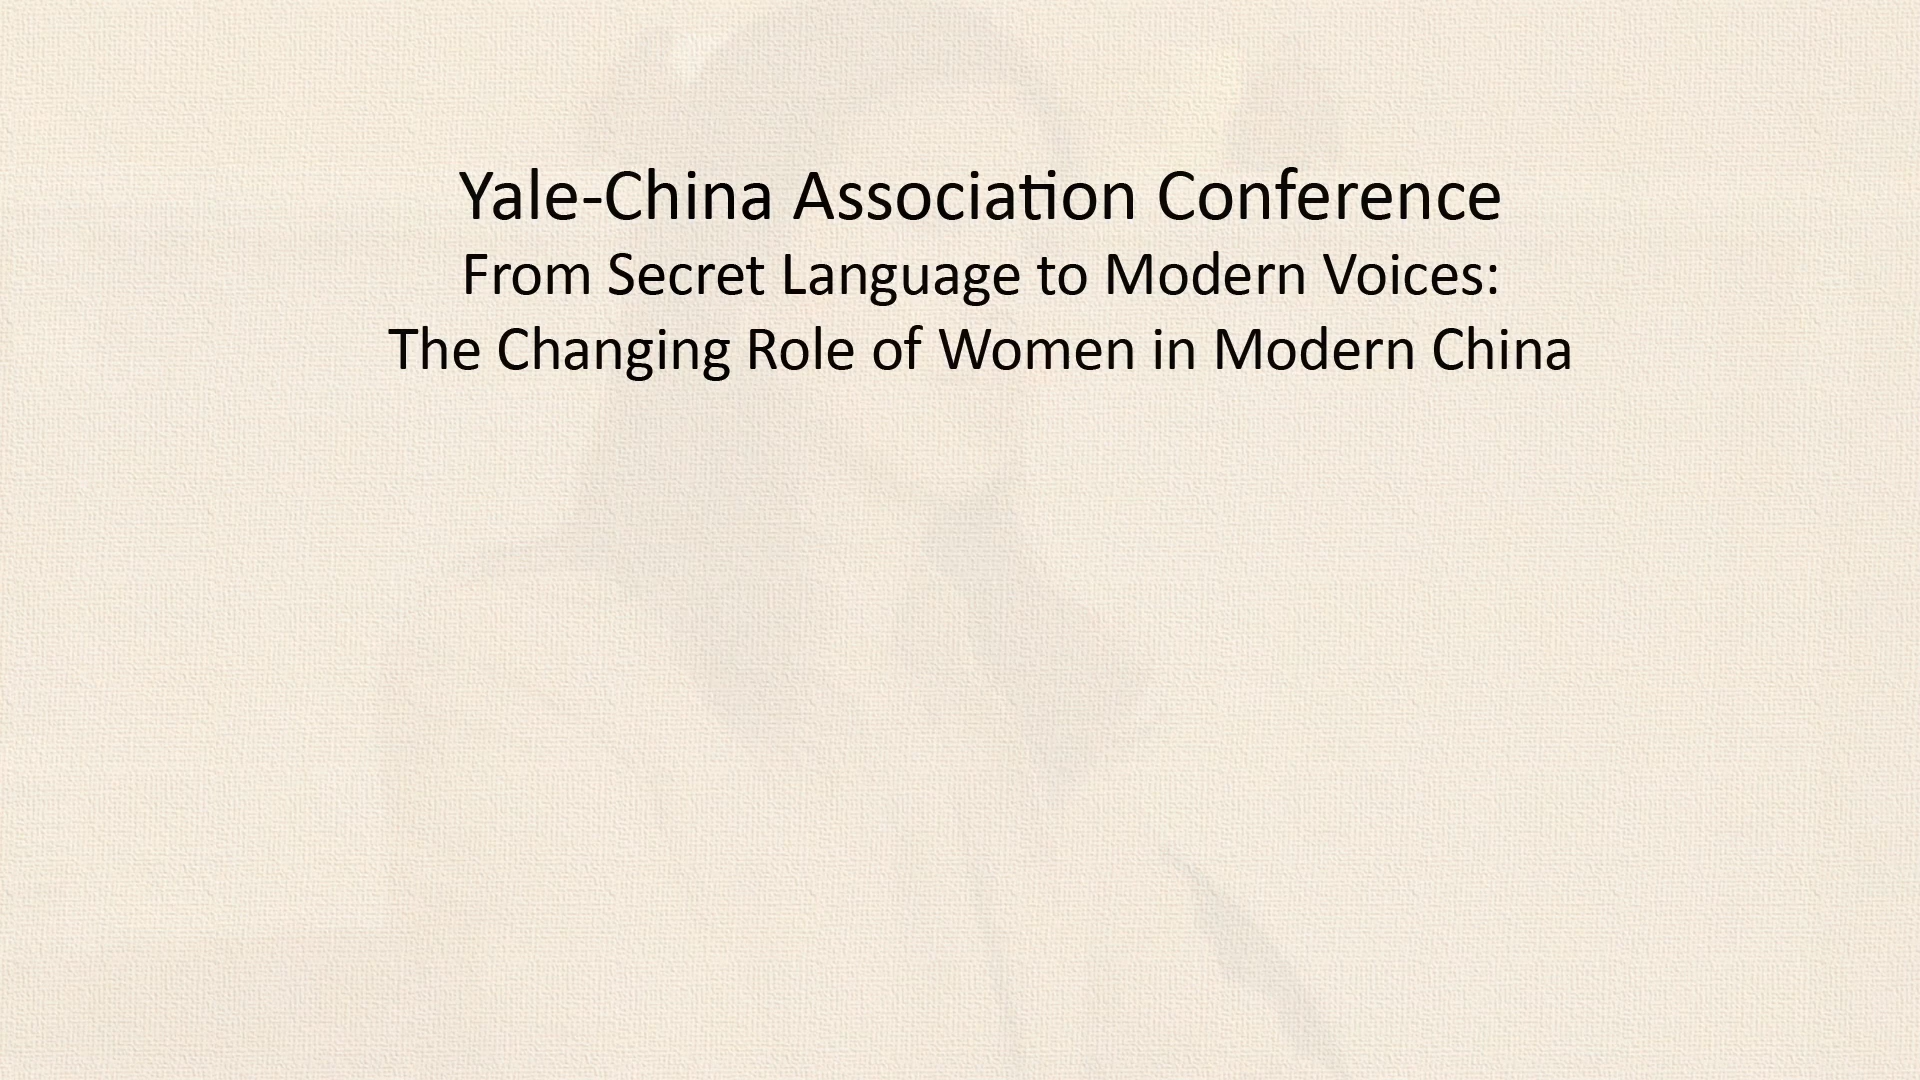 Yale-China Association Conference
From Secret Language to Modern Voices:
The Changing Role of Women in Modern China